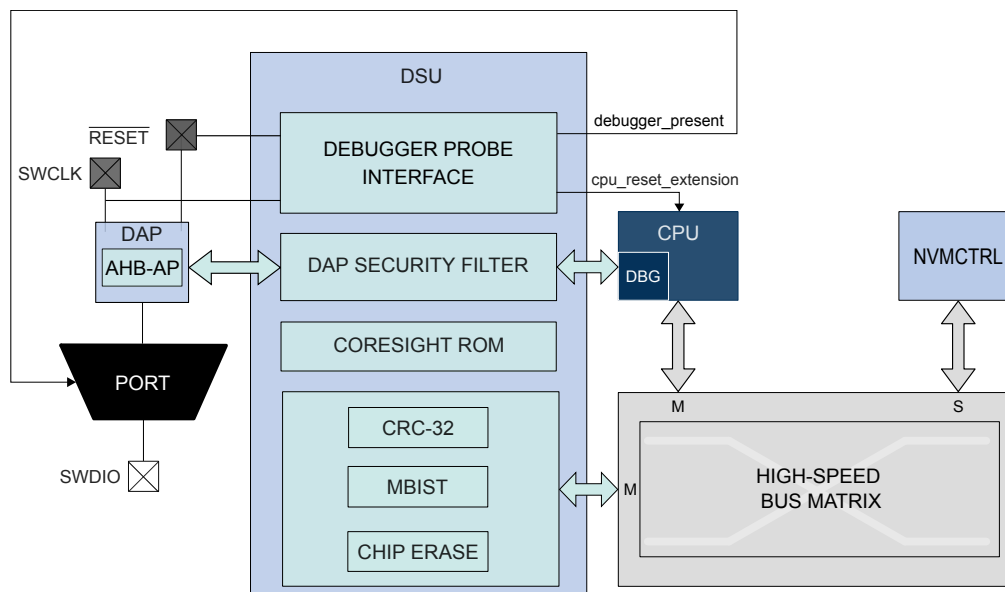 DSU
debugger_present
RESET
DEBUGGER PROBE
INTERFACE
SWCLK
cpu_reset_extension
DAP
CPU
AHB-AP
DAP SECURITY FILTER
DBG
NVMCTRL
CORESIGHT ROM
PORT
M
S
CRC-32
SWDIO
MBIST
M
HIGH-SPEED
BUS MATRIX
CHIP ERASE